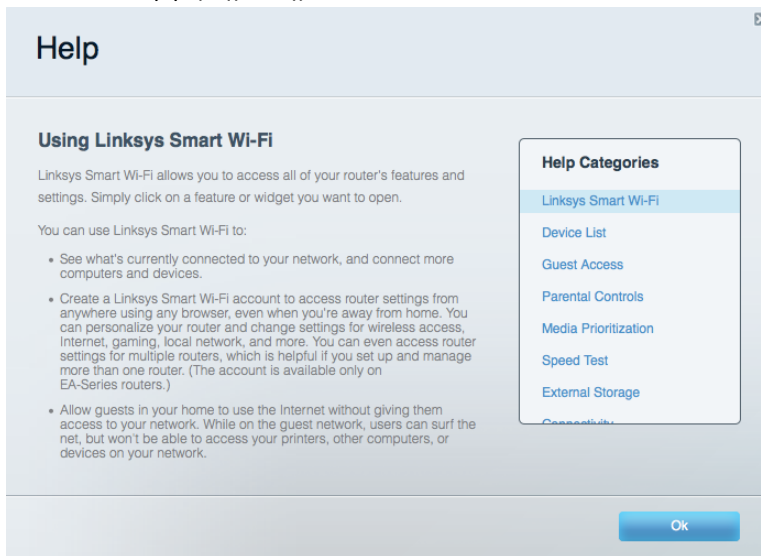 Help
Using Linksys Smart Wi-Fi
Linksys Smart Wi-Fi allows you to access all of your router's features and
settings. Simply click on a feature or widget you want to open.
You can use Linksys Smart Wi-Fi to:
• See what's currently connected to your network, and connect more
computers and devices.
• Create a Linksys Smart Wi-Fi account to access router settings from
anywhere using any browser, even when you're away from home. You
can personalize your router and change settings for wireless access,
Internet, gaming, local network, and more. You can even access router
settings for multiple routers, which is helpful if you set up and manage
more than one router. (The account is available only on
EA-Series routers.)
• Allow guests in your home to use the Internet without giving them
access to your network. While on the guest network, users can surf the
net, but won't be able to access your printers, other computers, or
devices on your network.
Help Categories
Linksys Smart Wi-Fi
Device List
Guest Access
Parental Controls
Media Prioritization
Speed Test
External Storage
Connectivity
Ok